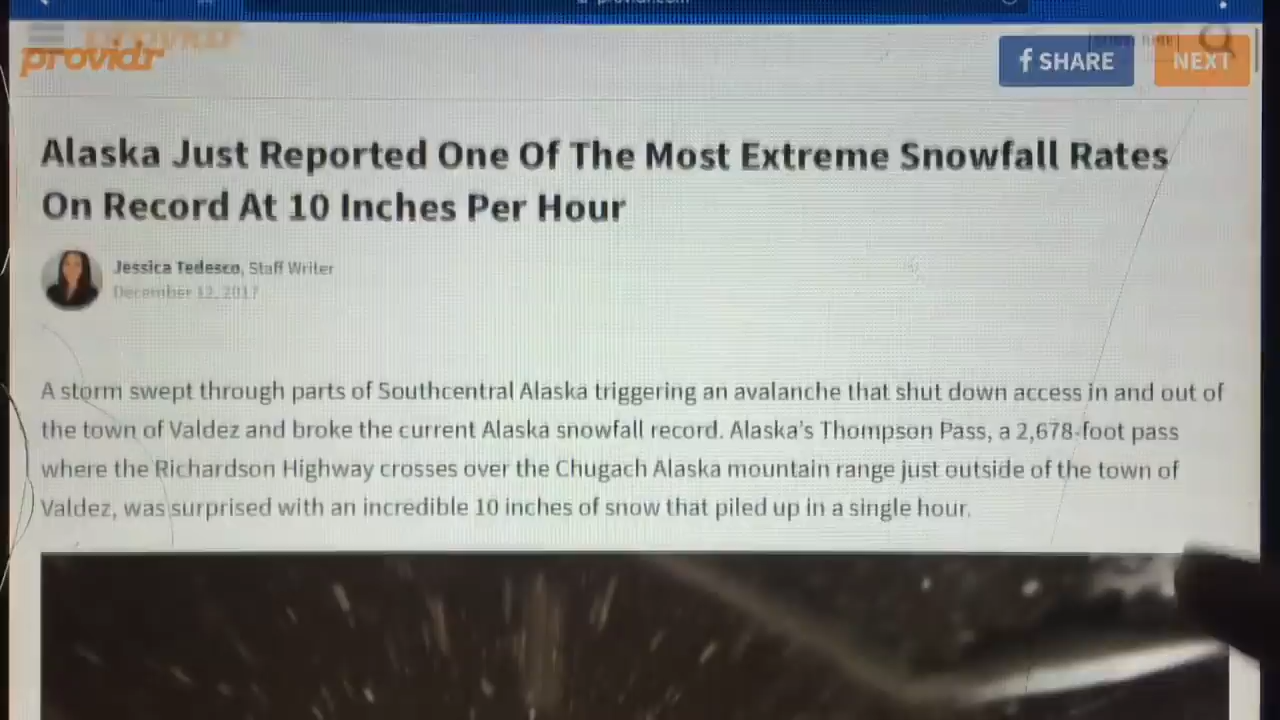 providr
f SHARE
NEXT
Alaska Just Reported One Of The Most Extreme Snowfall Rates
On Record At 10 Inches Per Hour
Jessica Tedesco, Staff Writer
December 12, 2017
A storm swept through parts of Southcentral Alaska triggering an avalanche that shut down access in and out of
the town of Valdez and broke the current Alaska snowfall record. Alaska's Thompson Pass, a 2,678-foot pass
where the Richardson Highway crosses over the Chugach Alaska mountain range just outside of the town of
Valdez, was surprised with an incredible 10 inches of snow that piled up in a single hour.